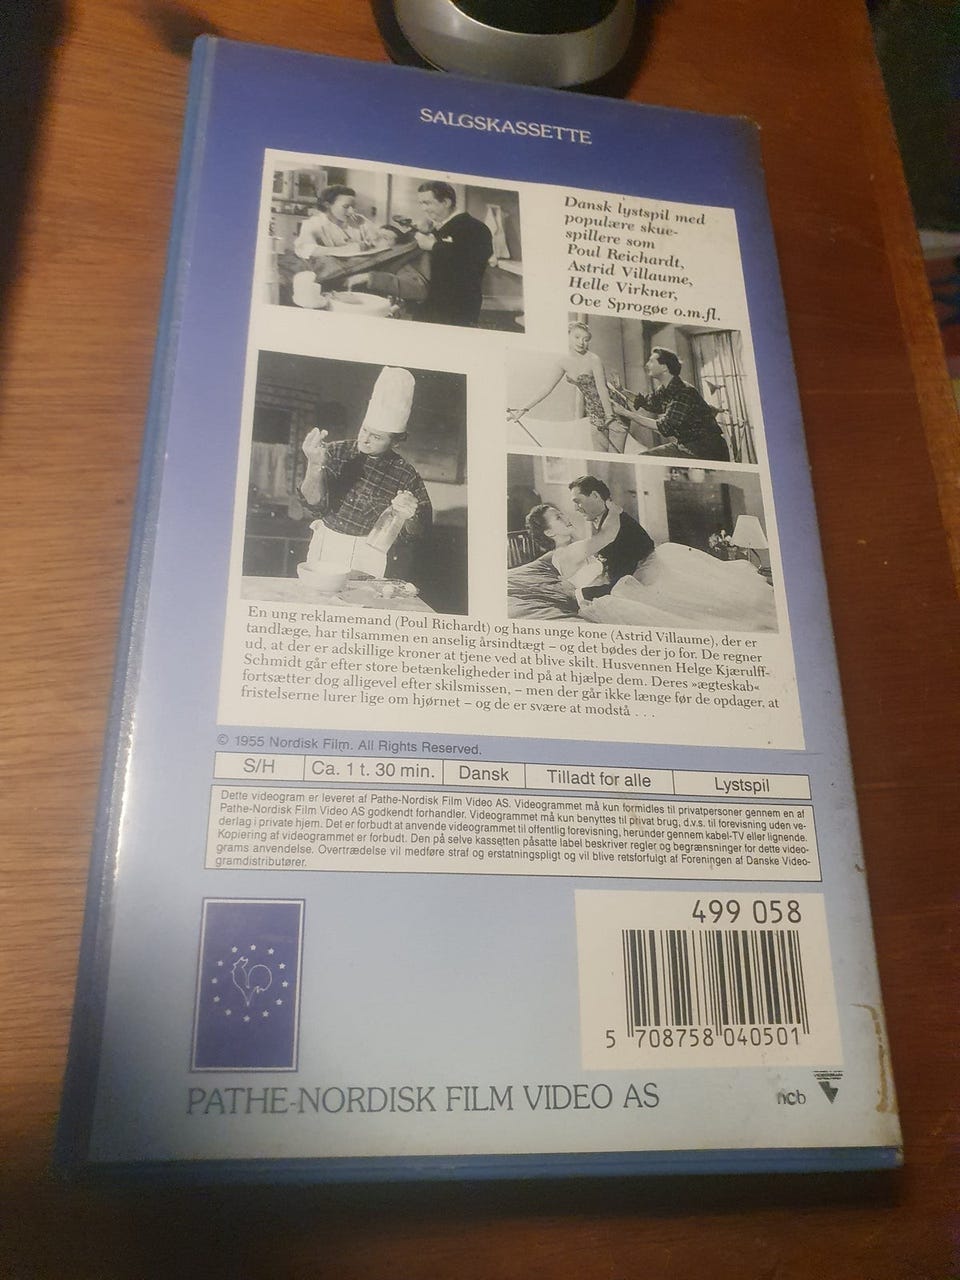 SALGSKASSETTE
Dansk lystspil med
populære skue-
spillere som
Poul Reichardt,
Astrid Villaume,
Helle Virkner,
Ove Sprogøe o.m.fl.
En ung reklamemand (Poul Richardt) og hans unge kone (Astrid Villaume), der er
tandlæge, har tilsammen en anselig årsindtægt – og det bødes der jo for. De regner
ud, at der er adskillige kroner at tjene ved at blive skilt. Husvennen Helge Kjærulff-
Schmidt går efter store betænkeligheder ind på at hjælpe dem. Deres »ægteskab«
fortsætter dog alligevel efter skilsmissen, – men der går ikke længe før de opdager, at
fristelserne lurer lige om hjørnet – og de er svære at modstå . . .
© 1955 Nordisk Film. All Rights Reserved.
S/H Ca. 1 t. 30 min. Dansk Tilladt for alle Lystspil
Dette videogram er leveret af Pathe-Nordisk Film Video AS. Videogrammet må kun formidles til privatpersoner gennem en af
Pathe-Nordisk Film Video AS godkendt forhandler. Videogrammet må kun benyttes til privat brug, d.v.s. til forevisning uden ve-
derlag i private hjem. Det er forbudt at anvende videogrammet til offentlig forevisning, herunder gennem kabel-TV eller lignende.
Kopiering af videogrammet er forbudt. Den på selve kassetten påsatte label beskriver regler og begrænsninger for dette video-
grams anvendelse. Overtrædelse vil medføre straf og erstatningspligt og vil blive retsforfulgt af Foreningen af Danske Video-
gramdistributører.
499 058
5 708758 040501
PATHE-NORDISK FILM VIDEO AS
ncb